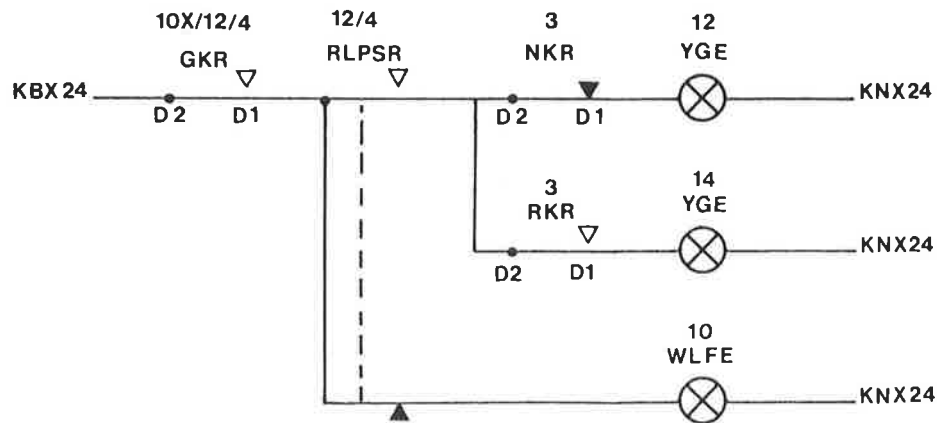 10X/12/4
GKR
12/4
RLPSR
3
NKR
12
YGE
KBX24
D2
D1
D2
D1
KNX24
3
RKR
14
YGE
D2
D1
KNX24
10
WLFE
KNX24